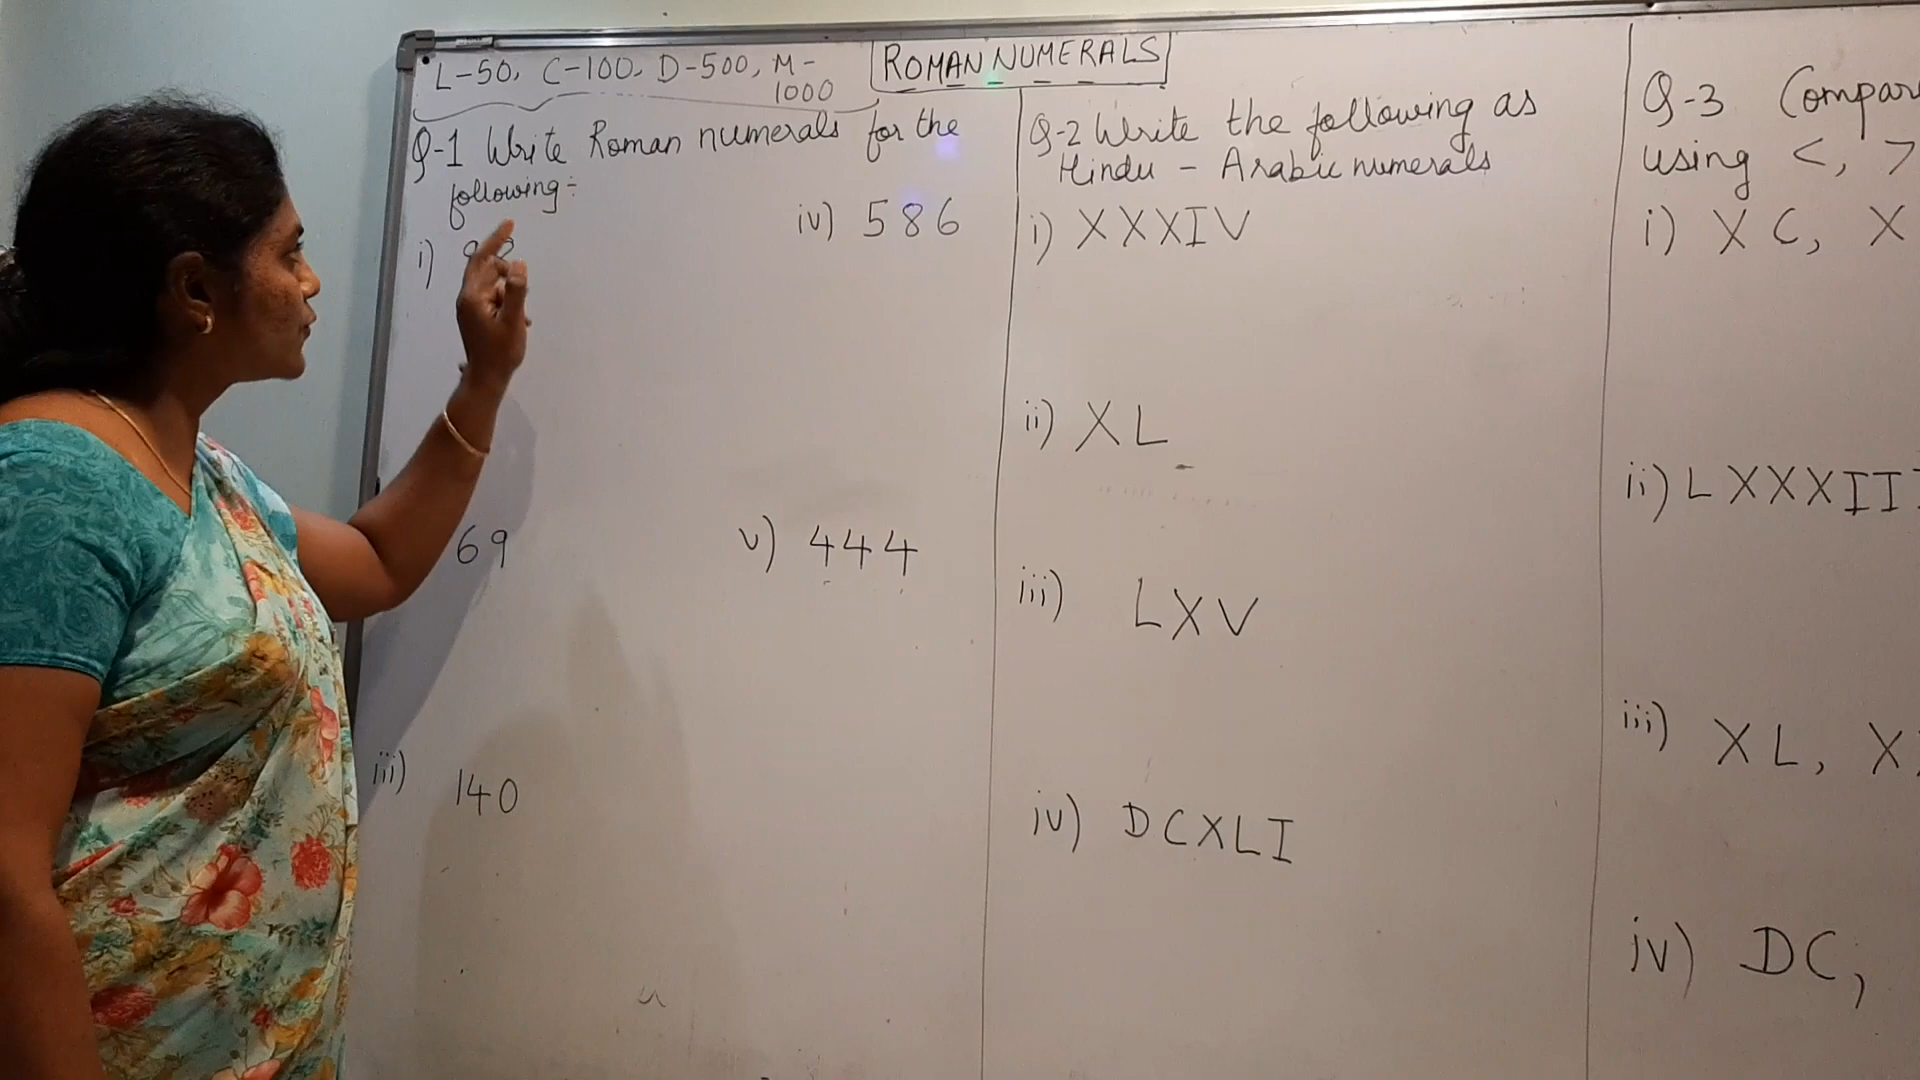 L-50, C-100, D-500, M-
1000
ROMAN NUMERALS
Q-1 Write Roman numerals for the
following:-
i)
69
iii) 140
iv) 586
v) 444
Q-2 Write the following as
Hindu - Arabic numerals
i) XXXIV
ii) XL
iii) LXV
iv) DCXLI
Q-3
using <, >
i) XC, X
ii) LXXXII
iii) XL, X
iv) DC,